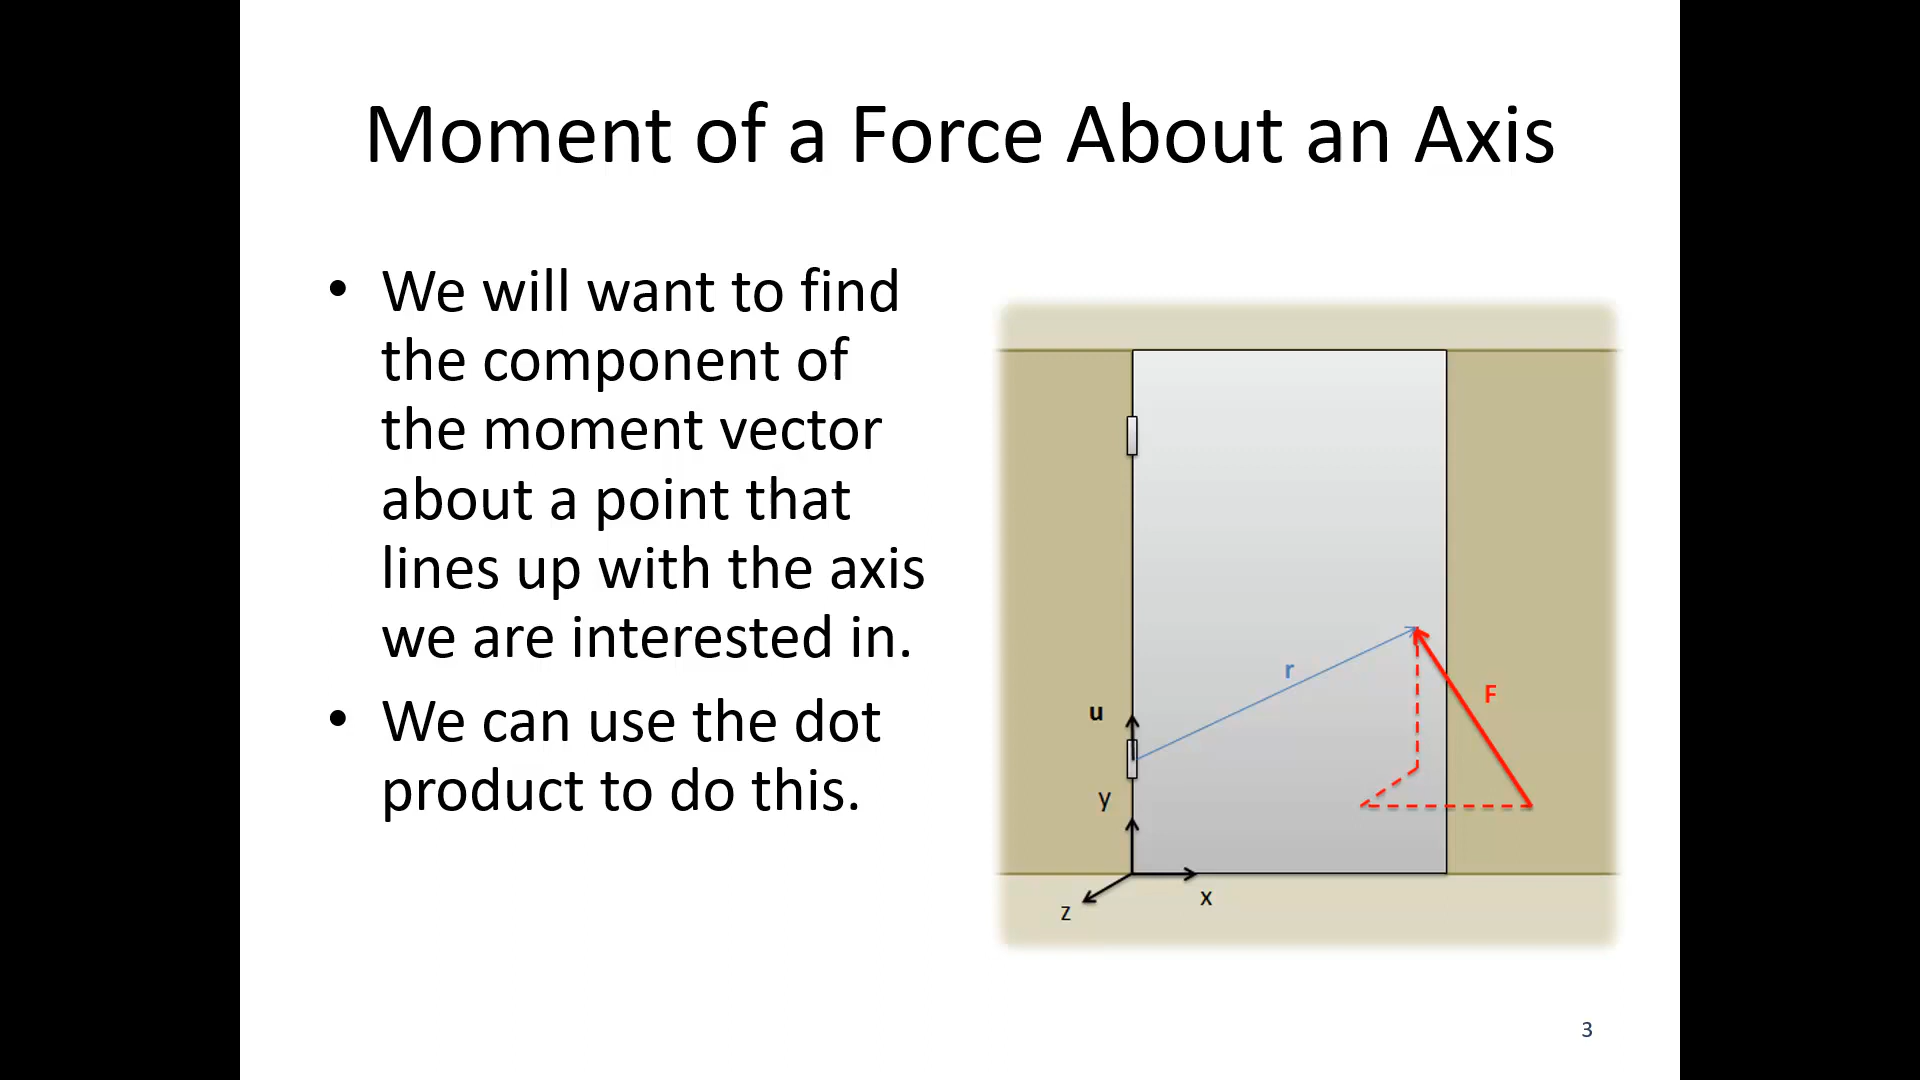 Moment of a Force About an Axis
• We will want to find
the component of
the moment vector
about a point that
lines up with the axis
we are interested in.
• We can use the dot
product to do this.
r
F
u
y
x
z
3